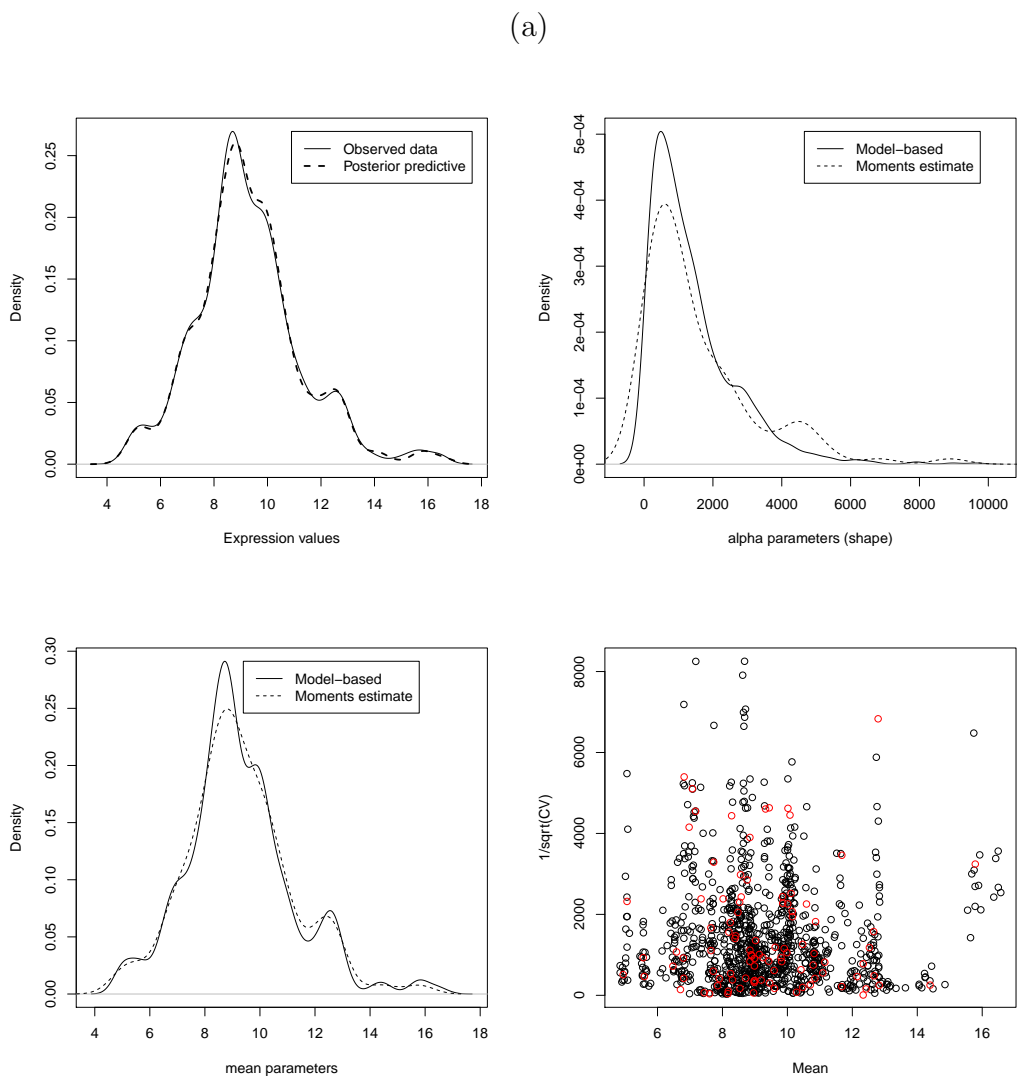 (a)
Observed data
Posterior predictive
0.00
0.05
0.10
0.15
0.20
0.25
Density
4 6 8 10 12 14 16 18
Expression values
Model−based
Moments estimate
0e+00
1e−04
2e−04
3e−04
4e−04
5e−04
Density
0 2000 4000 6000 8000 10000
alpha parameters (shape)
Model−based
Moments estimate
0.00
0.05
0.10
0.15
0.20
0.25
0.30
Density
4 6 8 10 12 14 16 18
mean parameters
0
2000
4000
6000
8000
1/sqrt(CV)
6 8 10 12 14 16
Mean